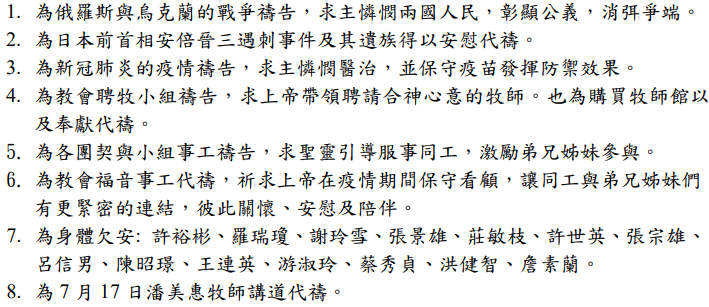 1. 為俄羅斯與烏克蘭的戰爭禱告，求主憐憫兩國人民，彰顯公義，消弭爭端。
2. 為日本前首相安倍晉三遇刺事件及其遺族得以安慰代禱。
3. 為新冠肺炎的疫情禱告，求主憐憫醫治，並保守疫苗發揮防禦效果。
4. 為教會聘牧小組禱告，求上帝帶領聘請合神心意的牧師。也為購買牧師館以
及奉獻代禱。
5. 為各團契與小組事工禱告，求聖靈引導服事同工，激勵弟兄姊妹參與。
6. 為教會福音事工代禱，祈求上帝在疫情期間保守看顧，讓同工與弟兄姊妹們
有更緊密的連結，彼此關懷、安慰及陪伴。
7. 為身體欠安: 許裕彬、羅瑞瓊、謝玲雪、張景雄、莊敏枝、許世英、張宗雄、
呂信男、陳昭璟、王連英、游淑玲、蔡秀貞、洪健智、詹素蘭。
8. 為 7 月 17 日潘美惠牧師講道代禱。